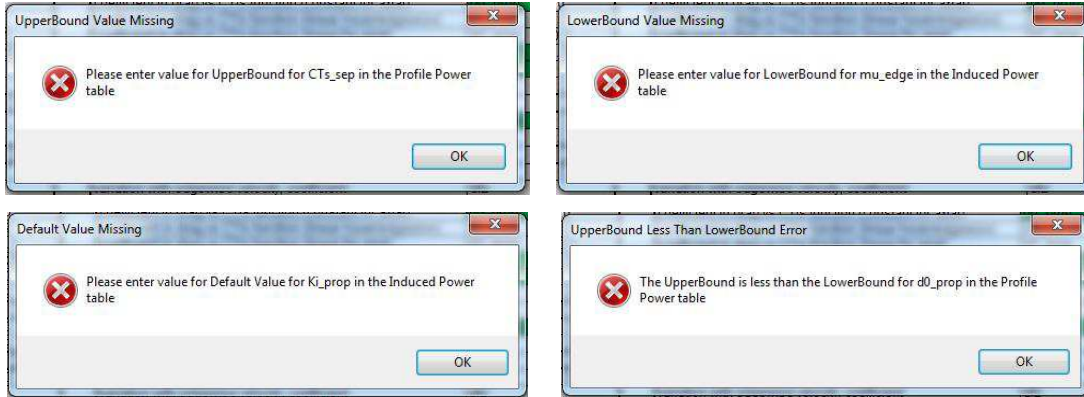 UpperBound Value Missing
Please enter value for UpperBound for CTs_sep in the Profile Power
table
OK
LowerBound Value Missing
Please enter value for LowerBound for mu_edge in the Induced Power
table
OK
Default Value Missing
Please enter value for Default Value for Ki_prop in the Induced Power
table
OK
UpperBound Less Than LowerBound Error
The UpperBound is less than the LowerBound for d0_prop in the Profile
Power table
OK